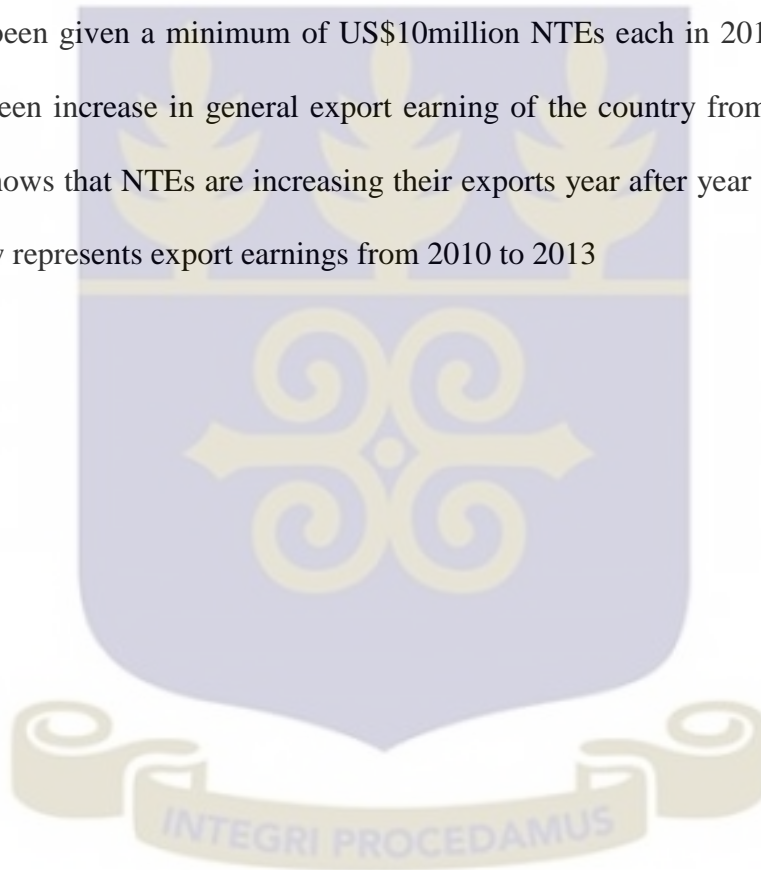 been given a minimum of US$10million NTEs each in 201
een increase in general export earning of the country from
hows that NTEs are increasing their exports year after year
y represents export earnings from 2010 to 2013
INTEGRI PROCEDAMUS